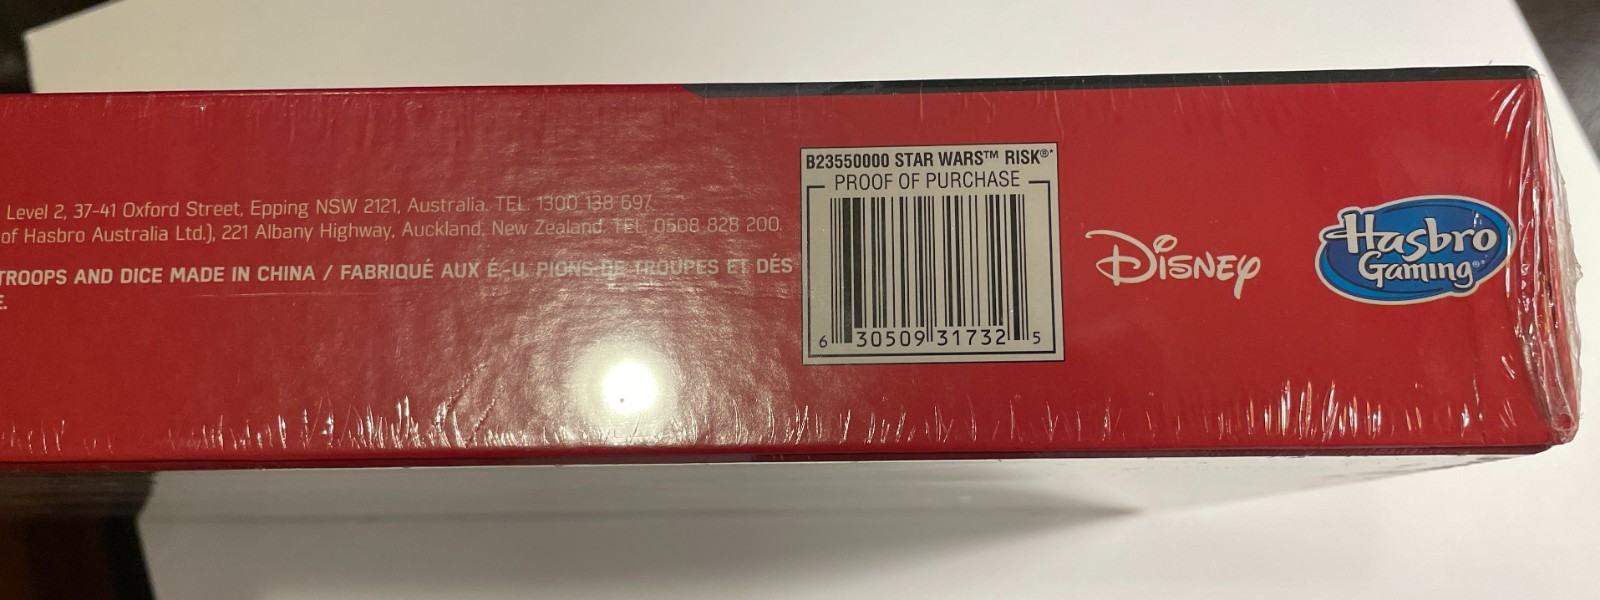 Level 2, 37-41 Oxford Street, Epping NSW 2121, Australia. TEL. 1300 138 697.
of Hasbro Australia Ltd.), 221 Albany Highway, Auckland, New Zealand. TEL. 0508 828 200.
TROOPS AND DICE MADE IN CHINA / FABRIQUÉ AUX É.-U. PIONS DE TROUPES ET DÉS
E.
B23550000 STAR WARS™ RISK®*
PROOF OF PURCHASE
6 30509 31732 5
Disney
Hasbro
Gaming®*